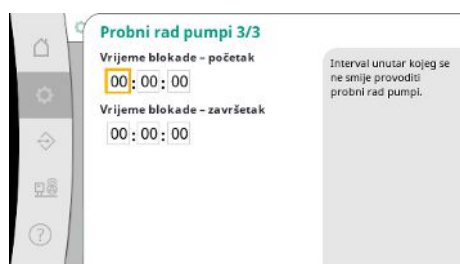 Probni rad pumpi 3/3
Vrijeme blokade – početak
00 : 00 : 00
Vrijeme blokade – završetak
00 : 00 : 00
Interval unutar kojeg se
ne smije provoditi
probni rad pumpi.